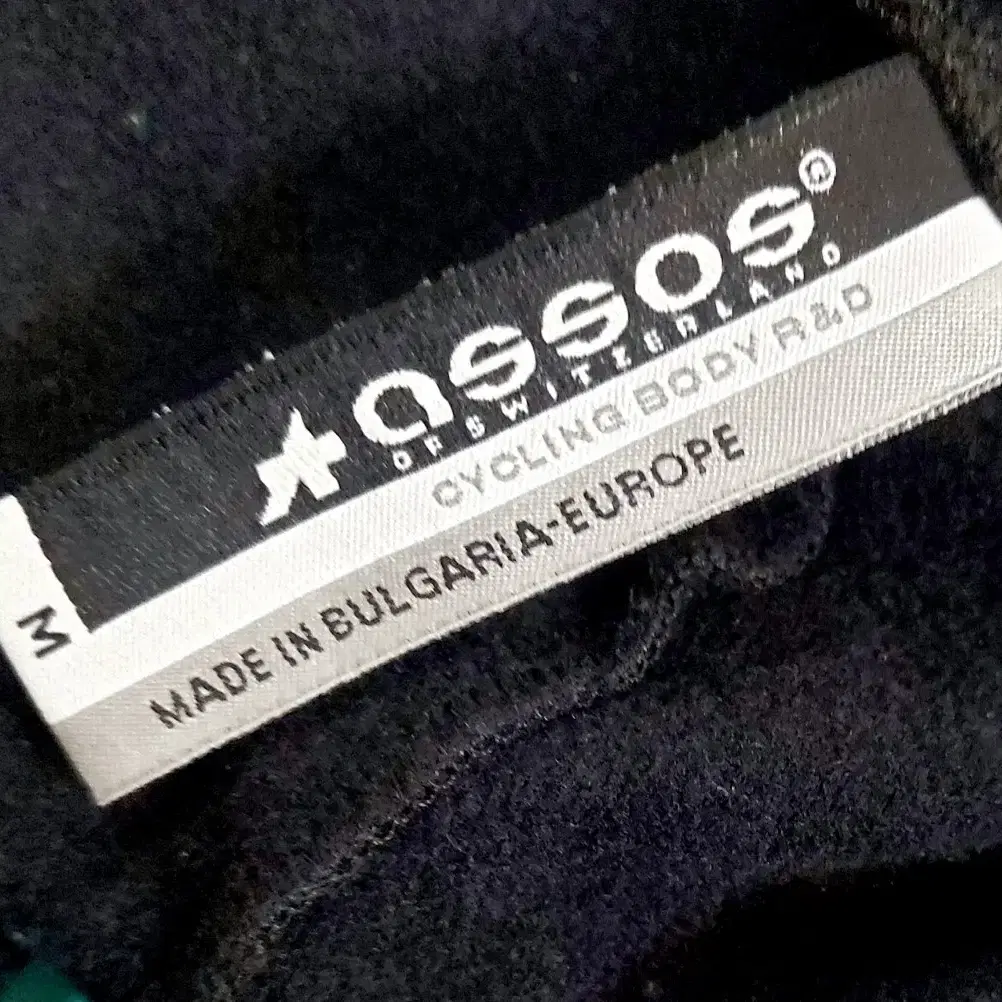 assos®
OF SWITZERLAND
CYCLING BODY R&D
MADE IN BULGARIA-EUROPE
M